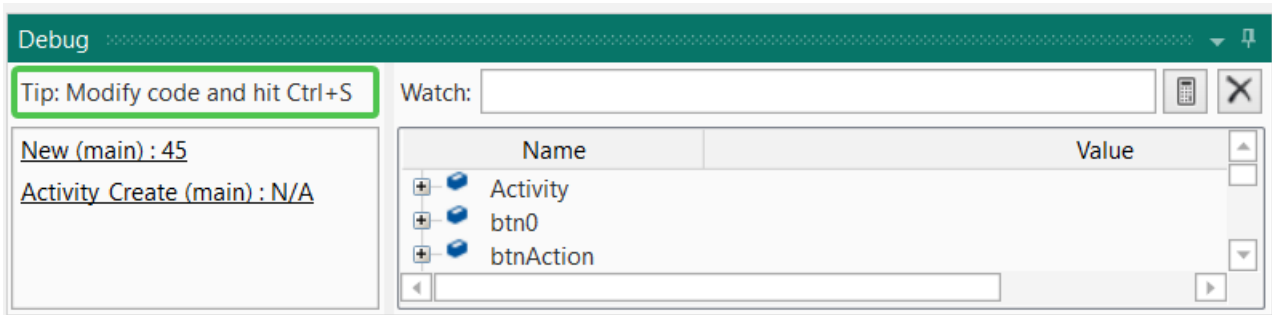 Debug
Tip: Modify code and hit Ctrl+S
Watch:
New (main) : 45
Activity_Create (main) : N/A
Name Value
Activity
btn0
btnAction